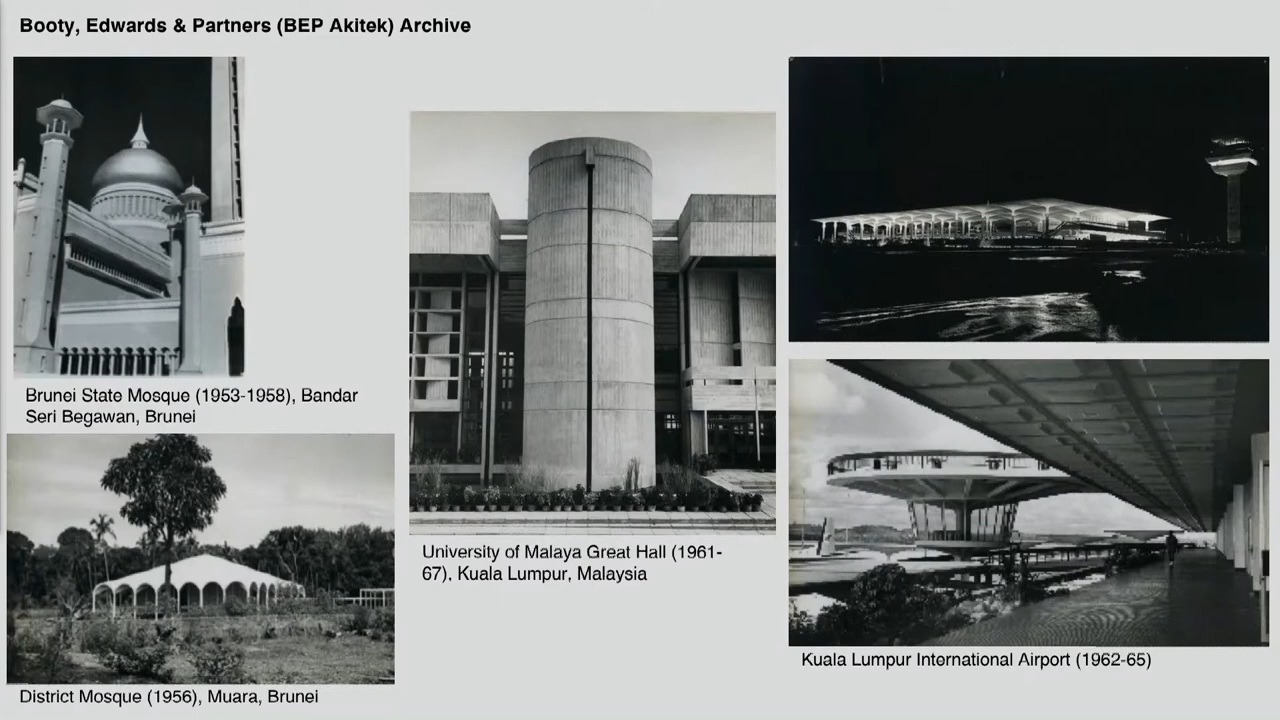 Booty, Edwards & Partners (BEP Akitek) Archive
Brunei State Mosque (1953-1958), Bandar
Seri Begawan, Brunei
District Mosque (1956), Muara, Brunei
University of Malaya Great Hall (1961-
67), Kuala Lumpur, Malaysia
Kuala Lumpur International Airport (1962-65)